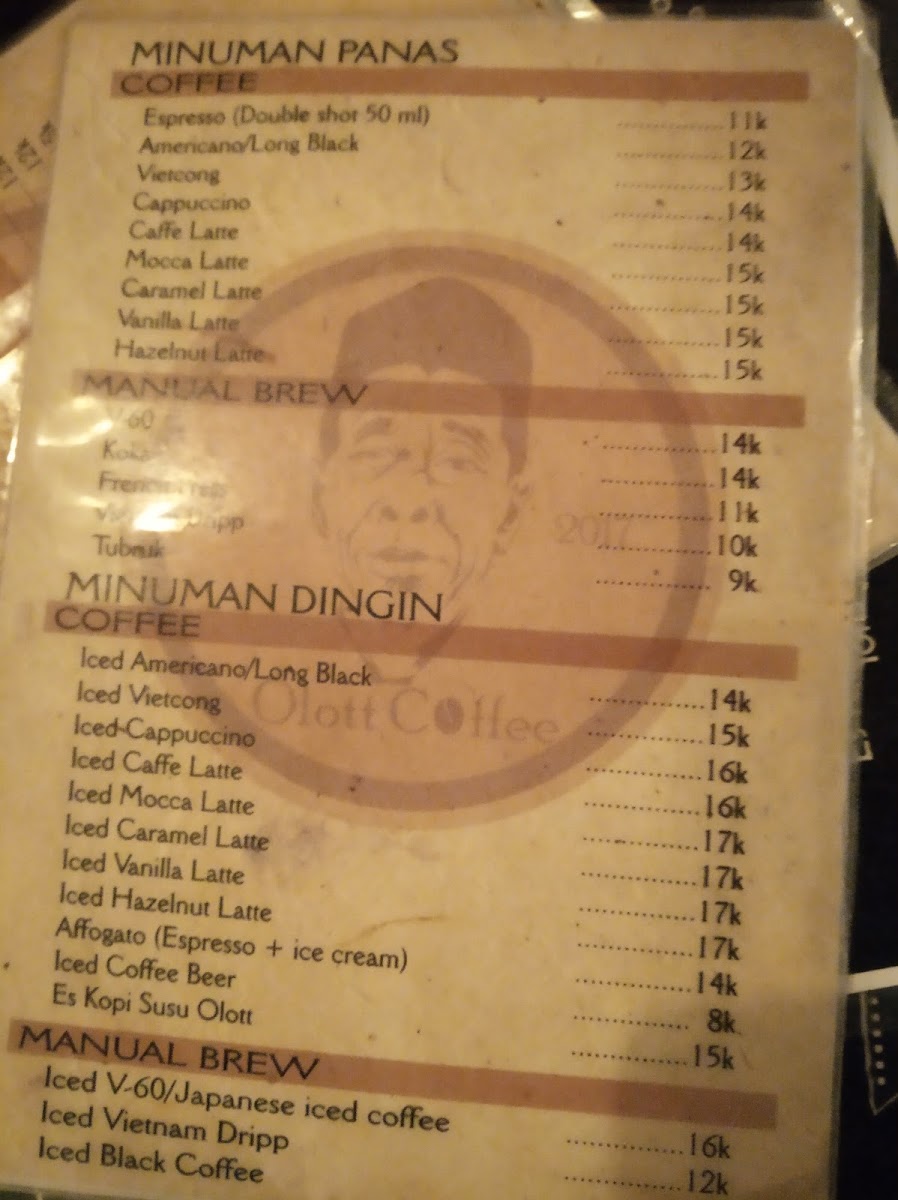 MINUMAN PANAS
COFFEE
Espresso (Double shot 50 ml) ................11k
Americano/Long Black ................12k
Vietcong ................13k
Cappuccino ................14k
Caffe Latte ................14k
Mocca Latte ................15k
Caramel Latte ................15k
Vanilla Latte ................15k
Hazelnut Latte ................15k
MANUAL BREW
V-60 ................14k
................14k
French Press ................11k
Dripp ................10k
Tubruk ................ 9k
MINUMAN DINGIN
COFFEE
Iced Americano/Long Black ................14k
Iced Vietcong ................15k
Iced Cappuccino ................16k
Iced Caffe Latte ................16k
Iced Mocca Latte ................17k
Iced Caramel Latte ................17k
Iced Vanilla Latte ................17k
Iced Hazelnut Latte ................17k
Affogato (Espresso + ice cream) ................14k
Iced Coffee Beer ................ 8k
Es Kopi Susu Olott ................15k
MANUAL BREW
Iced V-60/Japanese iced coffee ................16k
Iced Vietnam Dripp ................12k
Iced Black Coffee
2017
Olott Coffee